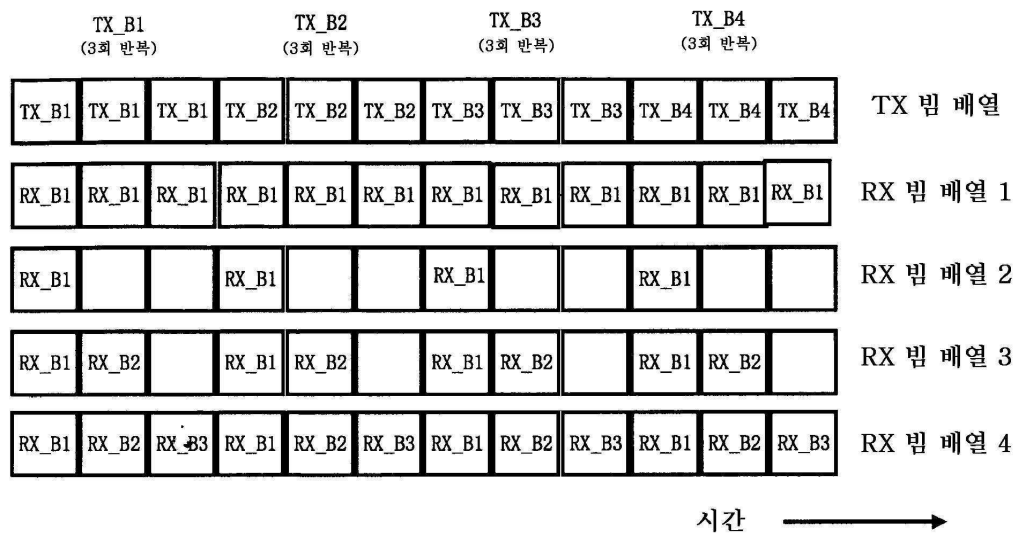 TX_B1 TX_B2 TX_B3 TX_B4
(3회 반복) (3회 반복) (3회 반복) (3회 반복)
TX_B1 TX_B1 TX_B1 TX_B2 TX_B2 TX_B2 TX_B3 TX_B3 TX_B3 TX_B4 TX_B4 TX_B4 TX 빔 배열
RX_B1 RX_B1 RX_B1 RX_B1 RX_B1 RX_B1 RX_B1 RX_B1 RX_B1 RX_B1 RX_B1 RX_B1 RX 빔 배열 1
RX_B1 RX_B1 RX_B1 RX_B1 RX 빔 배열 2
RX_B1 RX_B2 RX_B1 RX_B2 RX_B1 RX_B2 RX_B1 RX_B2 RX 빔 배열 3
RX_B1 RX_B2 RX_B3 RX_B1 RX_B2 RX_B3 RX_B1 RX_B2 RX_B3 RX_B1 RX_B2 RX_B3 RX 빔 배열 4
시간